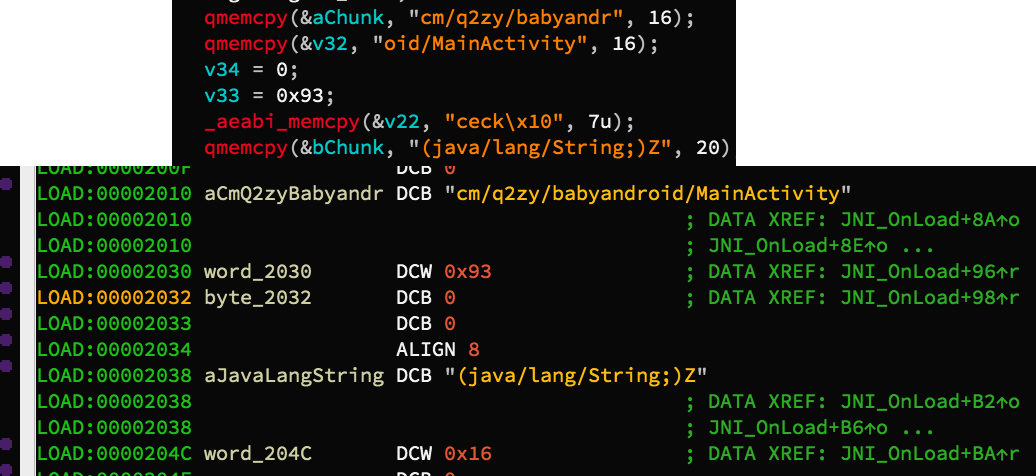 qmemcpy(&aChunk, "cm/q2zy/babyandr", 16);
qmemcpy(&v32, "oid/MainActivity", 16);
v34 = 0;
v33 = 0x93;
_aeabi_memcpy(&v22, "ceck\x10", 7u);
qmemcpy(&bChunk, "(java/lang/String;)Z", 20)
LOAD:0000200F DCB 0
LOAD:00002010 aCmQ2zyBabyandr DCB "cm/q2zy/babyandroid/MainActivity"
LOAD:00002010 ; DATA XREF: JNI_OnLoad+8A↑o
LOAD:00002010 ; JNI_OnLoad+8E↑o ...
LOAD:00002030 word_2030 DCW 0x93 ; DATA XREF: JNI_OnLoad+96↑r
LOAD:00002032 byte_2032 DCB 0 ; DATA XREF: JNI_OnLoad+98↑r
LOAD:00002033 DCB 0
LOAD:00002034 ALIGN 8
LOAD:00002038 aJavaLangString DCB "(java/lang/String;)Z"
LOAD:00002038 ; DATA XREF: JNI_OnLoad+B2↑o
LOAD:00002038 ; JNI_OnLoad+B6↑o ...
LOAD:0000204C word_204C DCW 0x16 ; DATA XREF: JNI_OnLoad+BA↑r